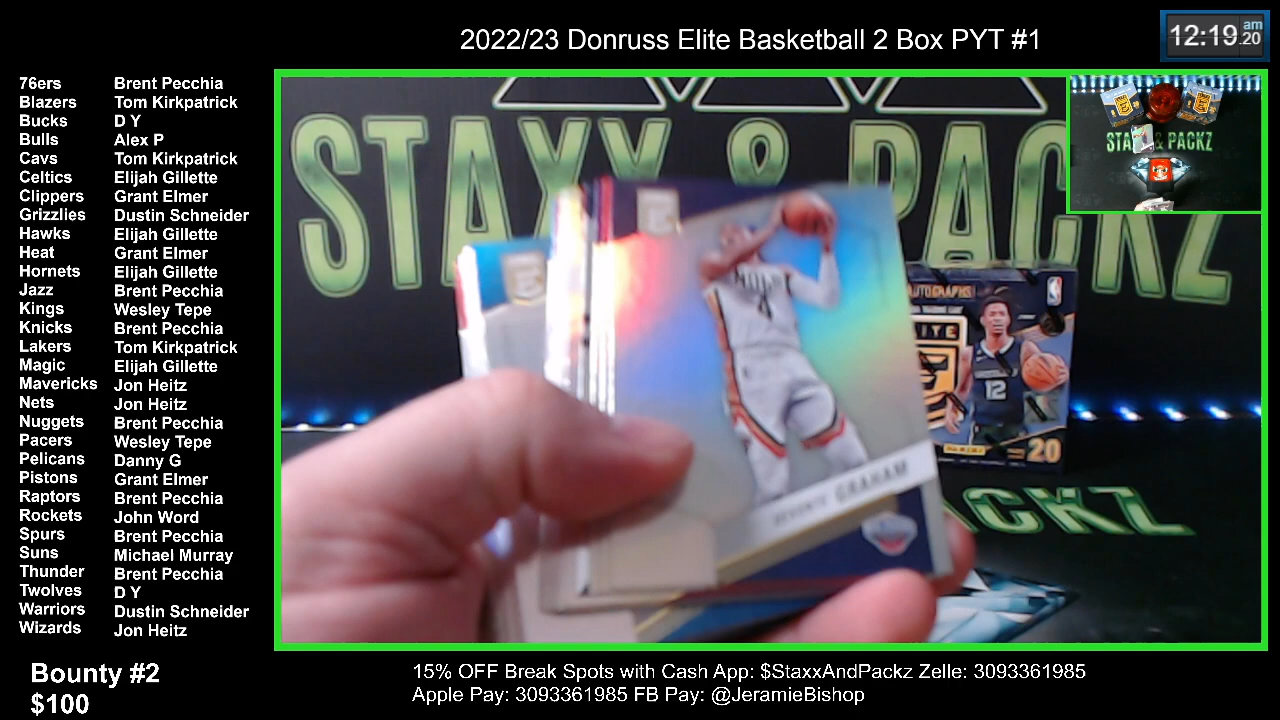 2022/23 Donruss Elite Basketball 2 Box PYT #1
12:19 am
.20
76ers Brent Pecchia
Blazers Tom Kirkpatrick
Bucks D Y
Bulls Alex P
Cavs Tom Kirkpatrick
Celtics Elijah Gillette
Clippers Grant Elmer
Grizzlies Dustin Schneider
Hawks Elijah Gillette
Heat Grant Elmer
Hornets Elijah Gillette
Jazz Brent Pecchia
Kings Wesley Tepe
Knicks Brent Pecchia
Lakers Tom Kirkpatrick
Magic Elijah Gillette
Mavericks Jon Heitz
Nets Jon Heitz
Nuggets Brent Pecchia
Pacers Wesley Tepe
Pelicans Danny G
Pistons Grant Elmer
Raptors Brent Pecchia
Rockets John Word
Spurs Brent Pecchia
Suns Michael Murray
Thunder Brent Pecchia
Twolves D Y
Warriors Dustin Schneider
Wizards Jon Heitz
Bounty #2
$100
STAXX & PACKZ
STA & PACKZ
AUTOGRAPHS
12
20
4
GRAHAM
ACKZ
15% OFF Break Spots with Cash App: $StaxxAndPackz Zelle: 3093361985
Apple Pay: 3093361985 FB Pay: @JeramieBishop